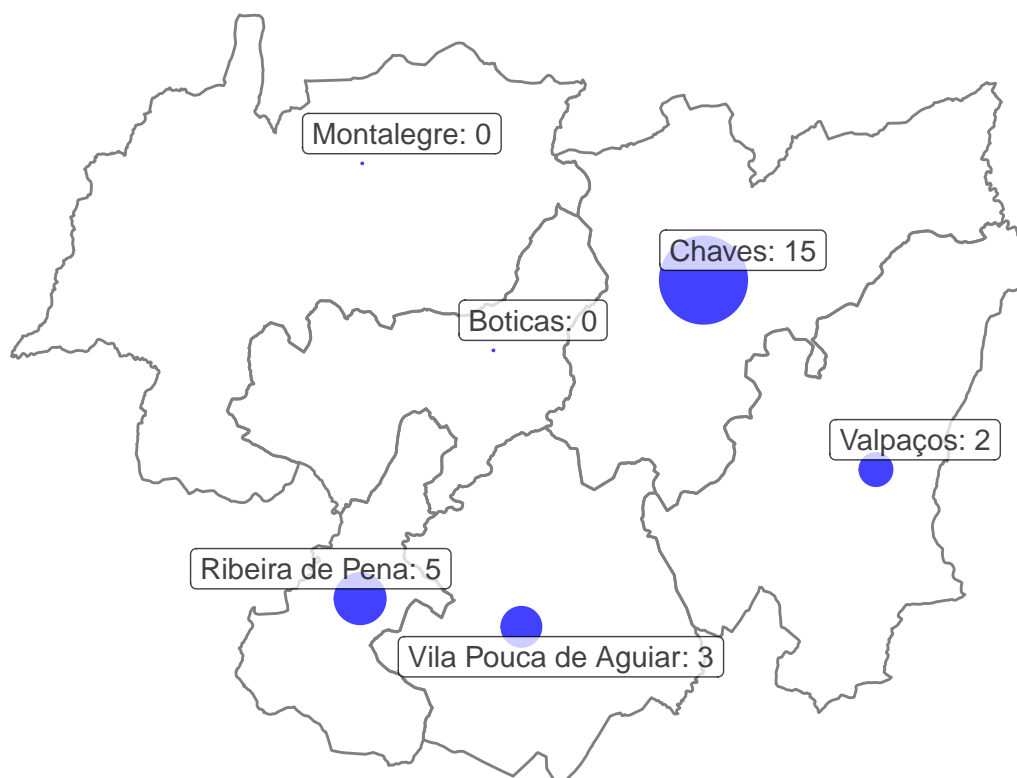 Montalegre: 0
Chaves: 15
Boticas: 0
Valpaços: 2
Ribeira de Pena: 5
Vila Pouca de Aguiar: 3